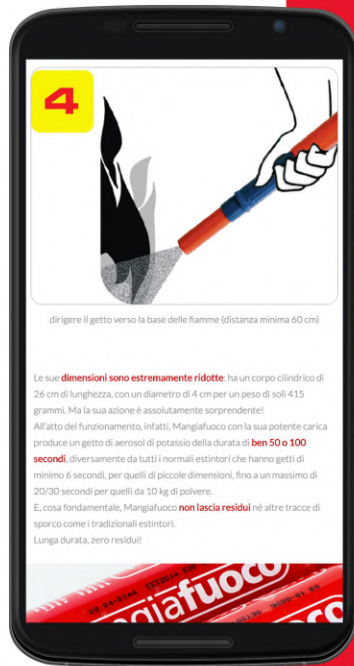 4
dirigere il getto verso la base delle fiamme (distanza minima 60 cm)
Le sue dimensioni sono estremamente ridotte: ha un corpo cilindrico di
26 cm di lunghezza, con un diametro di 4 cm per un peso di soli 415
grammi. Ma la sua azione è assolutamente sorprendente!
All'atto del funzionamento, infatti, Mangiafuoco con la sua potente carica
produce un getto di aerosol di potassio della durata di ben 50 o 100
secondi, diversamente da tutti i normali estintori che hanno getti di
minimo 6 secondi, per quelli di piccole dimensioni, fino a un massimo di
20/30 secondi per quelli da 10 kg di polvere.
E, cosa fondamentale, Mangiafuoco non lascia residui né altre tracce di
sporco come i tradizionali estintori.
Lunga durata, zero residui!
giafuoco